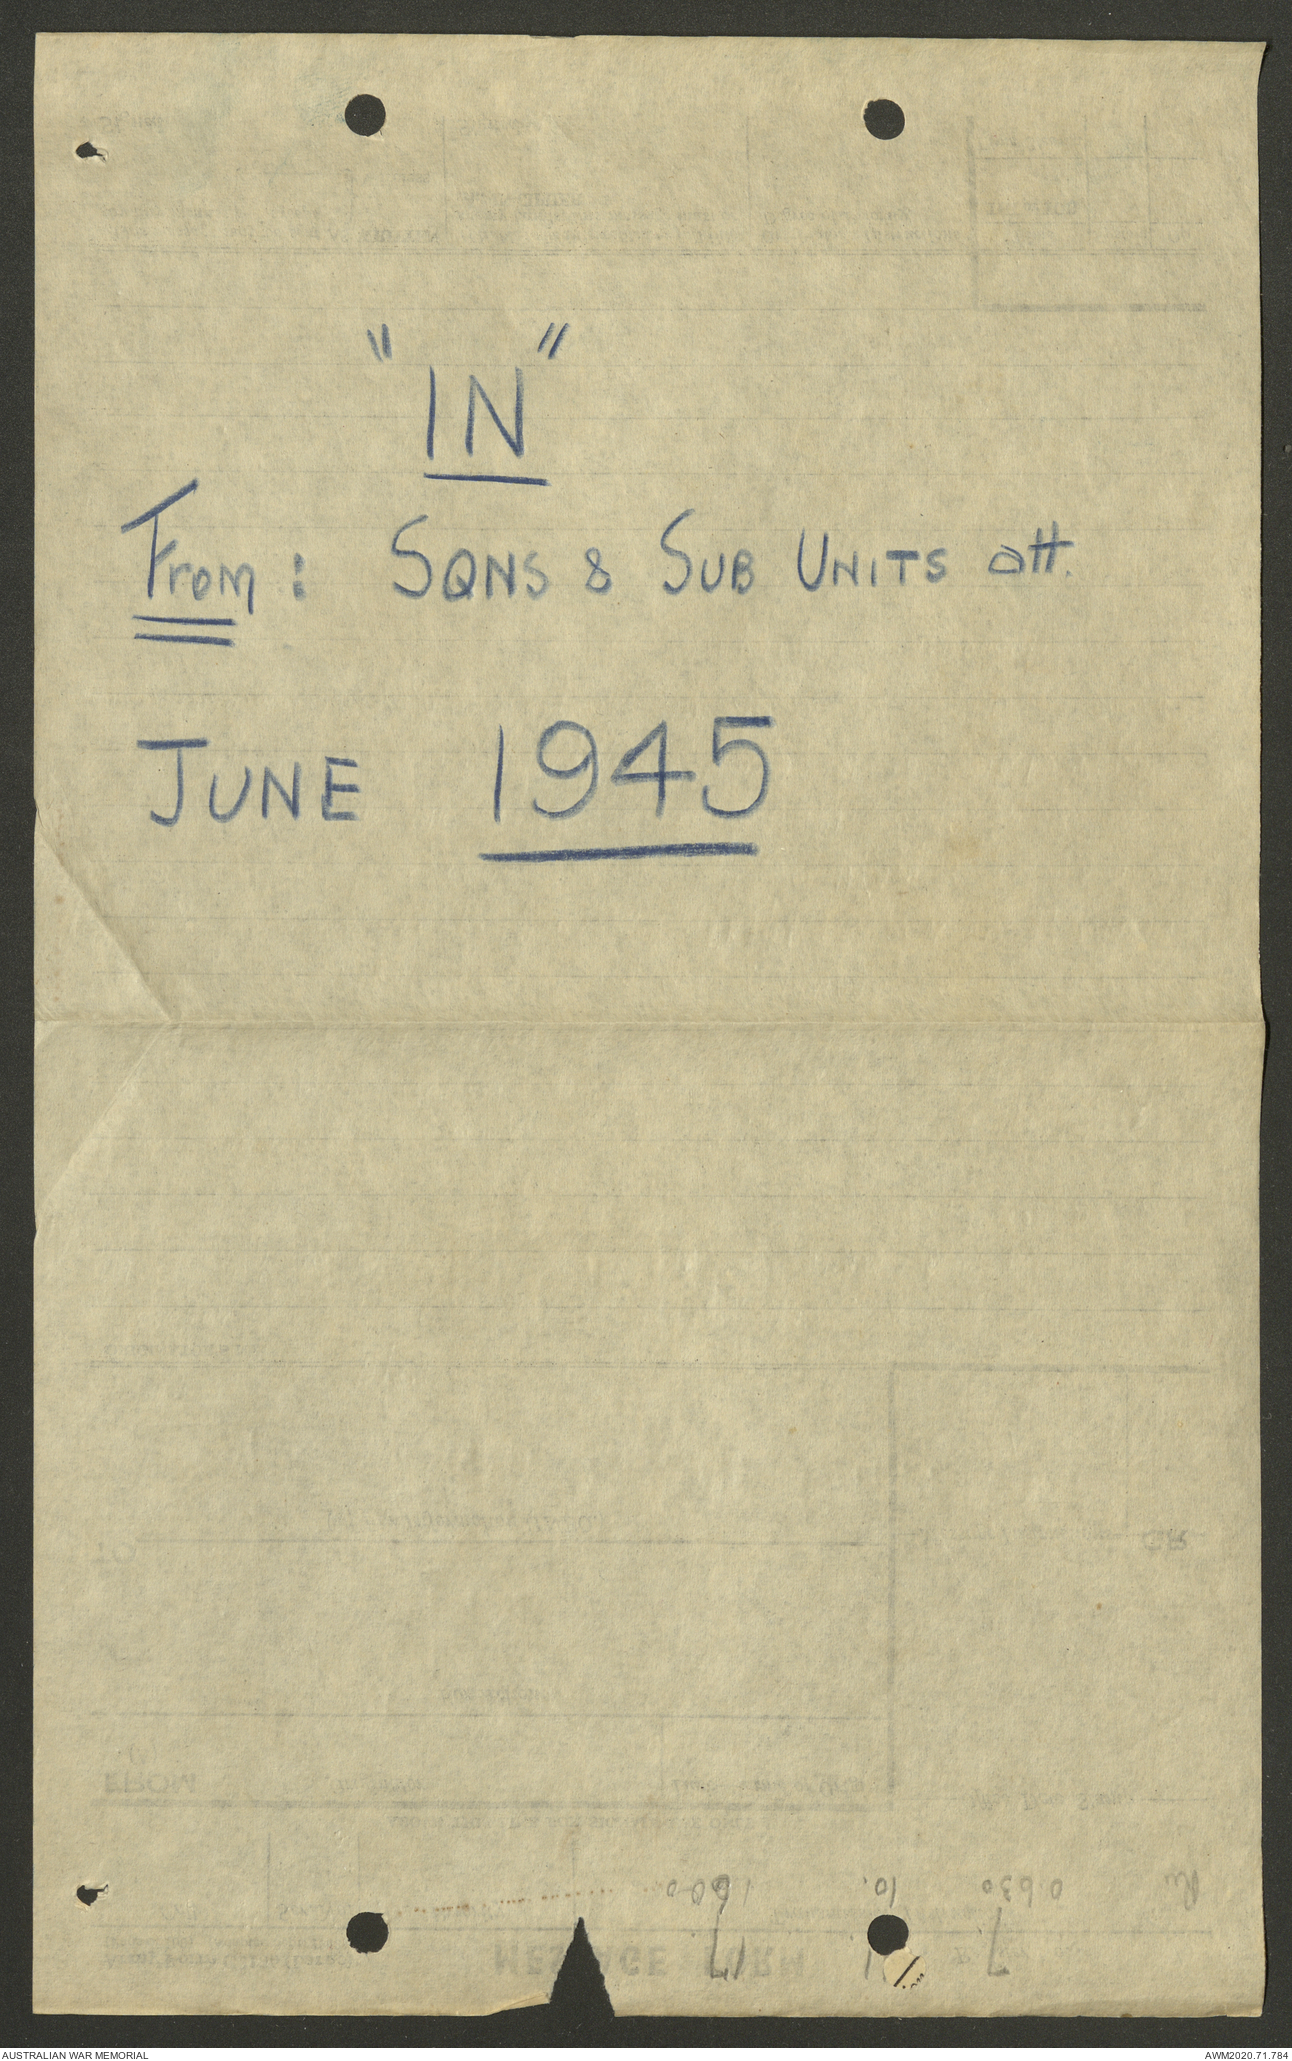 "IN"
From: SQNS & SUB UNITS att.
JUNE 1945
AUSTRALIAN WAR MEMORIAL
AWM2020.71.784